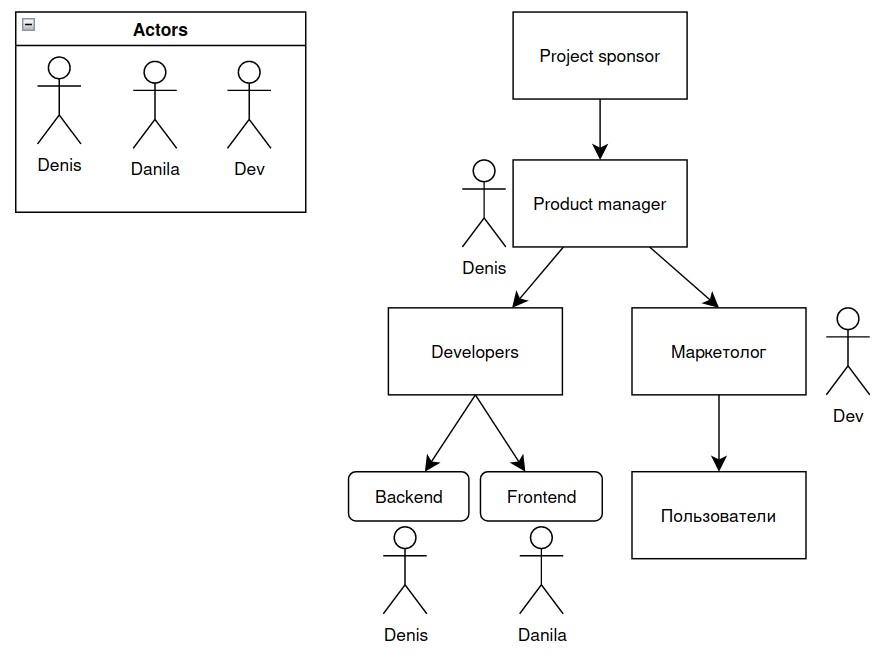 Actors
Denis
Danila
Dev
Project sponsor
Product manager
Denis
Developers
Маркетолог
Dev
Backend
Frontend
Пользователи
Denis
Danila